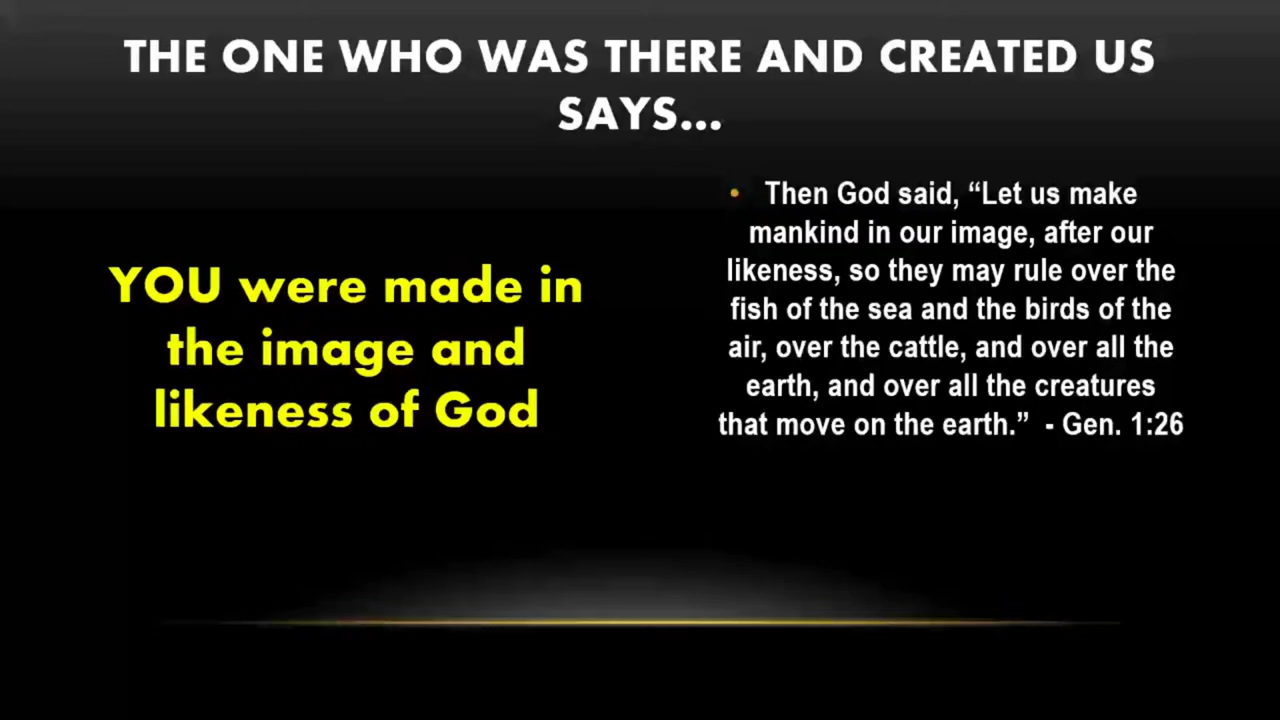 THE ONE WHO WAS THERE AND CREATED US
SAYS...
YOU were made in
the image and
likeness of God
• Then God said, “Let us make
mankind in our image, after our
likeness, so they may rule over the
fish of the sea and the birds of the
air, over the cattle, and over all the
earth, and over all the creatures
that move on the earth.” - Gen. 1:26